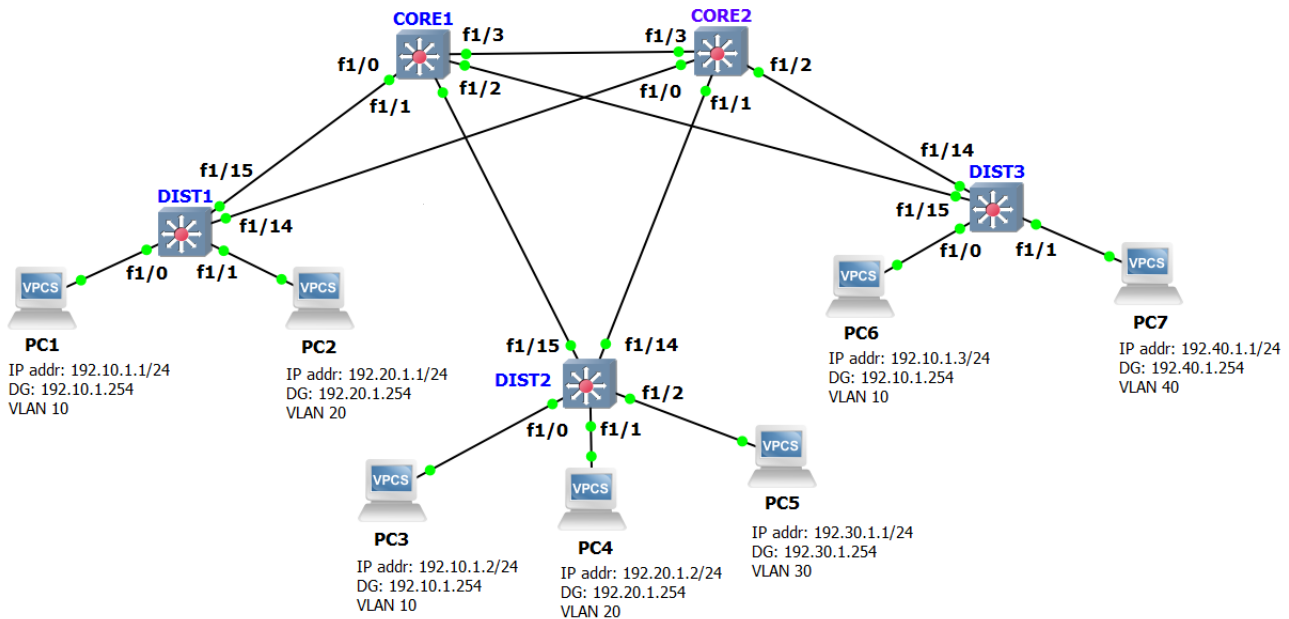 CORE1
CORE2
f1/3
f1/3
f1/0
f1/2
f1/1
f1/0
f1/1
f1/2
f1/14
DIST3
f1/15
f1/0
f1/1
f1/15
DIST1
f1/14
f1/0
f1/1
VPCS
PC1
IP addr: 192.10.1.1/24
DG: 192.10.1.254
VLAN 10
VPCS
PC2
IP addr: 192.20.1.1/24
DG: 192.20.1.254
VLAN 20
VPCS
PC6
IP addr: 192.10.1.3/24
DG: 192.10.1.254
VLAN 10
VPCS
PC7
IP addr: 192.40.1.1/24
DG: 192.40.1.254
VLAN 40
f1/15
f1/14
DIST2
f1/2
f1/0
f1/1
VPCS
PC3
IP addr: 192.10.1.2/24
DG: 192.10.1.254
VLAN 10
VPCS
PC4
IP addr: 192.20.1.2/24
DG: 192.20.1.254
VLAN 20
VPCS
PC5
IP addr: 192.30.1.1/24
DG: 192.30.1.254
VLAN 30